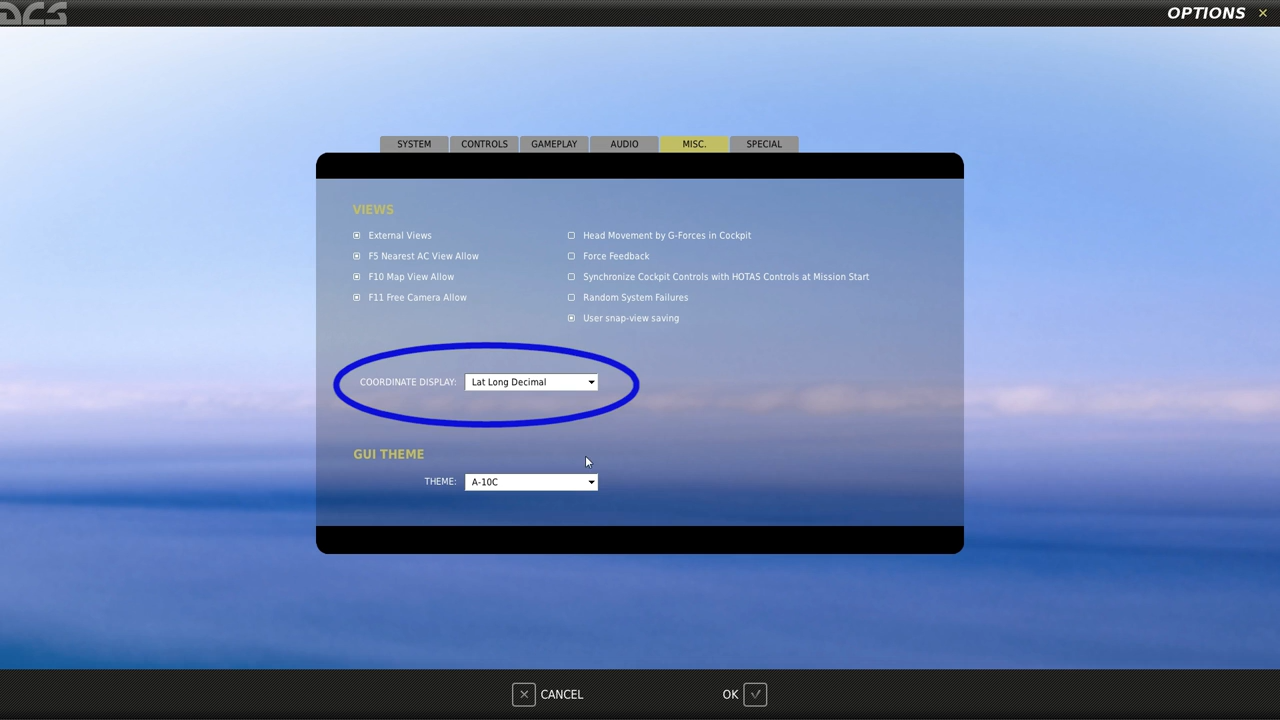 DCS
OPTIONS
SYSTEM CONTROLS GAMEPLAY AUDIO MISC. SPECIAL
VIEWS
External Views
Head Movement by G-Forces in Cockpit
F5 Nearest AC View Allow
Force Feedback
F10 Map View Allow
Synchronize Cockpit Controls with HOTAS Controls at Mission Start
F11 Free Camera Allow
Random System Failures
User snap-view saving
COORDINATE DISPLAY: Lat Long Decimal
GUI THEME
THEME: A-10C
CANCEL OK